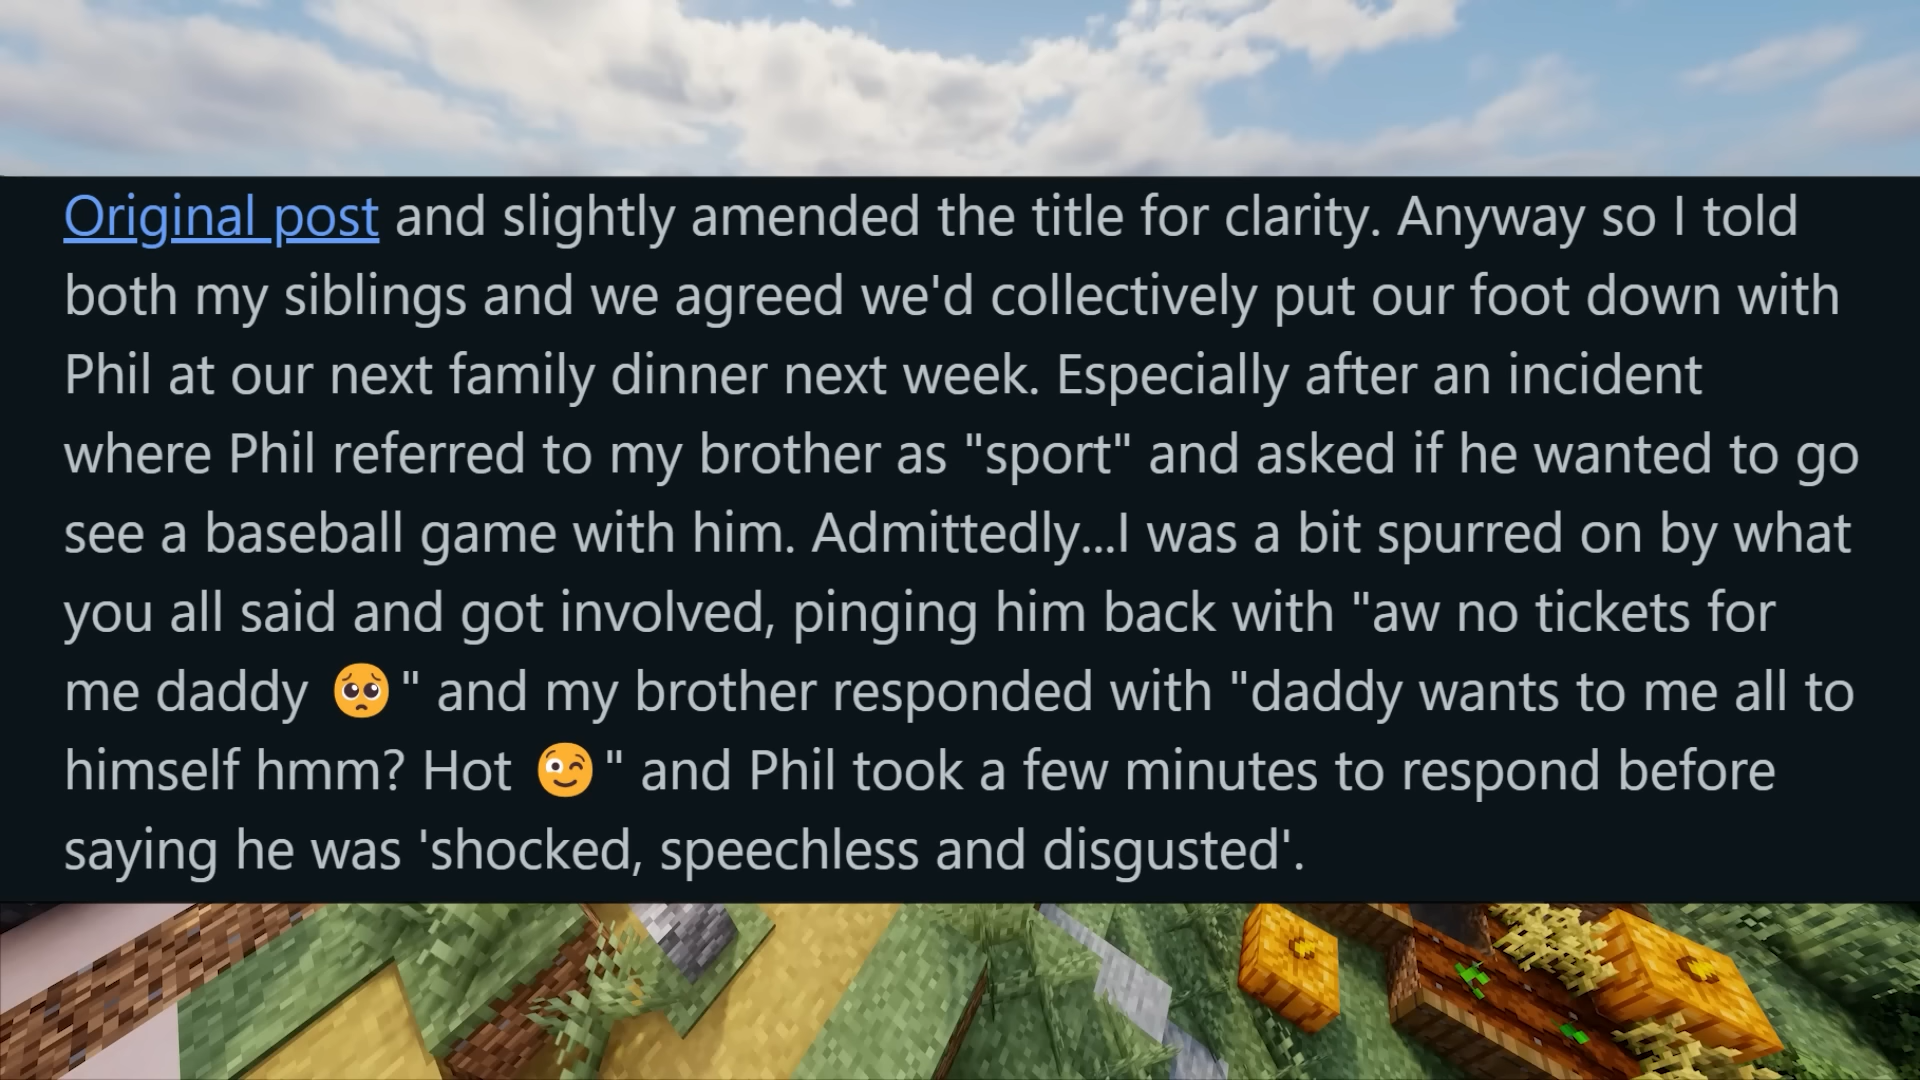 Original post and slightly amended the title for clarity. Anyway so I told
both my siblings and we agreed we'd collectively put our foot down with
Phil at our next family dinner next week. Especially after an incident
where Phil referred to my brother as "sport" and asked if he wanted to go
see a baseball game with him. Admittedly...I was a bit spurred on by what
you all said and got involved, pinging him back with "aw no tickets for
me daddy 🥺" and my brother responded with "daddy wants to me all to
himself hmm? Hot 😉" and Phil took a few minutes to respond before
saying he was 'shocked, speechless and disgusted'.